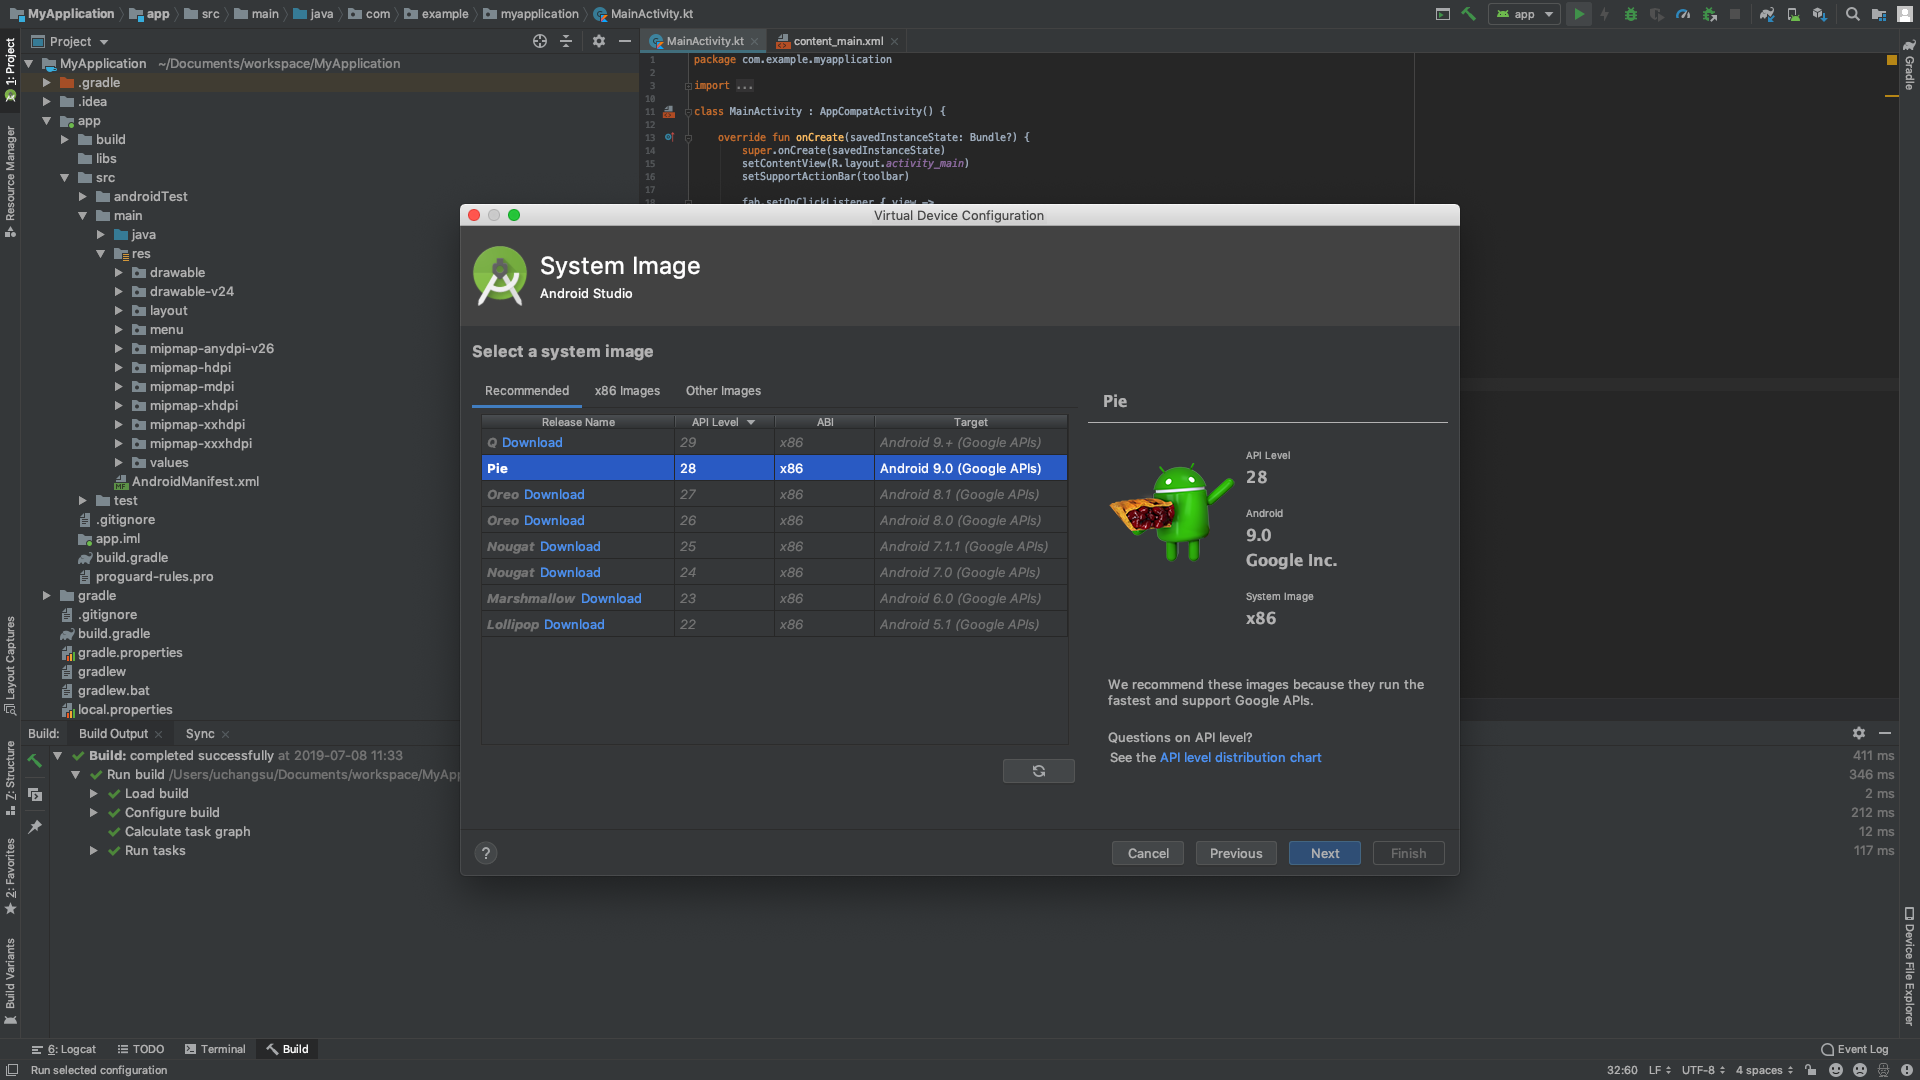 MyApplication app src main java com example myapplication MainActivity.kt
app
Project
MainActivity.kt
content_main.xml
1: Project
Resource Manager
Layout Captures
Z: Structure
2: Favorites
Build Variants
Gradle
Device File Explorer
MyApplication ~/Documents/workspace/MyApplication
.gradle
.idea
app
build
libs
src
androidTest
main
java
res
drawable
drawable-v24
layout
menu
mipmap-anydpi-v26
mipmap-hdpi
mipmap-mdpi
mipmap-xhdpi
mipmap-xxhdpi
mipmap-xxxhdpi
values
AndroidManifest.xml
test
.gitignore
app.iml
build.gradle
proguard-rules.pro
gradle
.gitignore
build.gradle
gradle.properties
gradlew
gradlew.bat
local.properties
1 package com.example.myapplication
2
3 import ...
10
11 class MainActivity : AppCompatActivity() {
12
13 override fun onCreate(savedInstanceState: Bundle?) {
14 super.onCreate(savedInstanceState)
15 setContentView(R.layout.activity_main)
16 setSupportActionBar(toolbar)
17
18 fab.setOnClickListener { view ->
Virtual Device Configuration
System Image
Android Studio
Select a system image
Recommended x86 Images Other Images
Release Name API Level ABI Target
Q Download 29 x86 Android 9.+ (Google APIs)
Pie 28 x86 Android 9.0 (Google APIs)
Oreo Download 27 x86 Android 8.1 (Google APIs)
Oreo Download 26 x86 Android 8.0 (Google APIs)
Nougat Download 25 x86 Android 7.1.1 (Google APIs)
Nougat Download 24 x86 Android 7.0 (Google APIs)
Marshmallow Download 23 x86 Android 6.0 (Google APIs)
Lollipop Download 22 x86 Android 5.1 (Google APIs)
Pie
API Level
28
Android
9.0
Google Inc.
System Image
x86
We recommend these images because they run the
fastest and support Google APIs.
Questions on API level?
See the API level distribution chart
? Cancel Previous Next Finish
Build: Build Output Sync
Build: completed successfully at 2019-07-08 11:33 411 ms
Run build /Users/uchangsu/Documents/workspace/MyApp 346 ms
Load build 2 ms
Configure build 212 ms
Calculate task graph 12 ms
Run tasks 117 ms
6: Logcat TODO Terminal Build Event Log
Run selected configuration 32:60 LF UTF-8 4 spaces